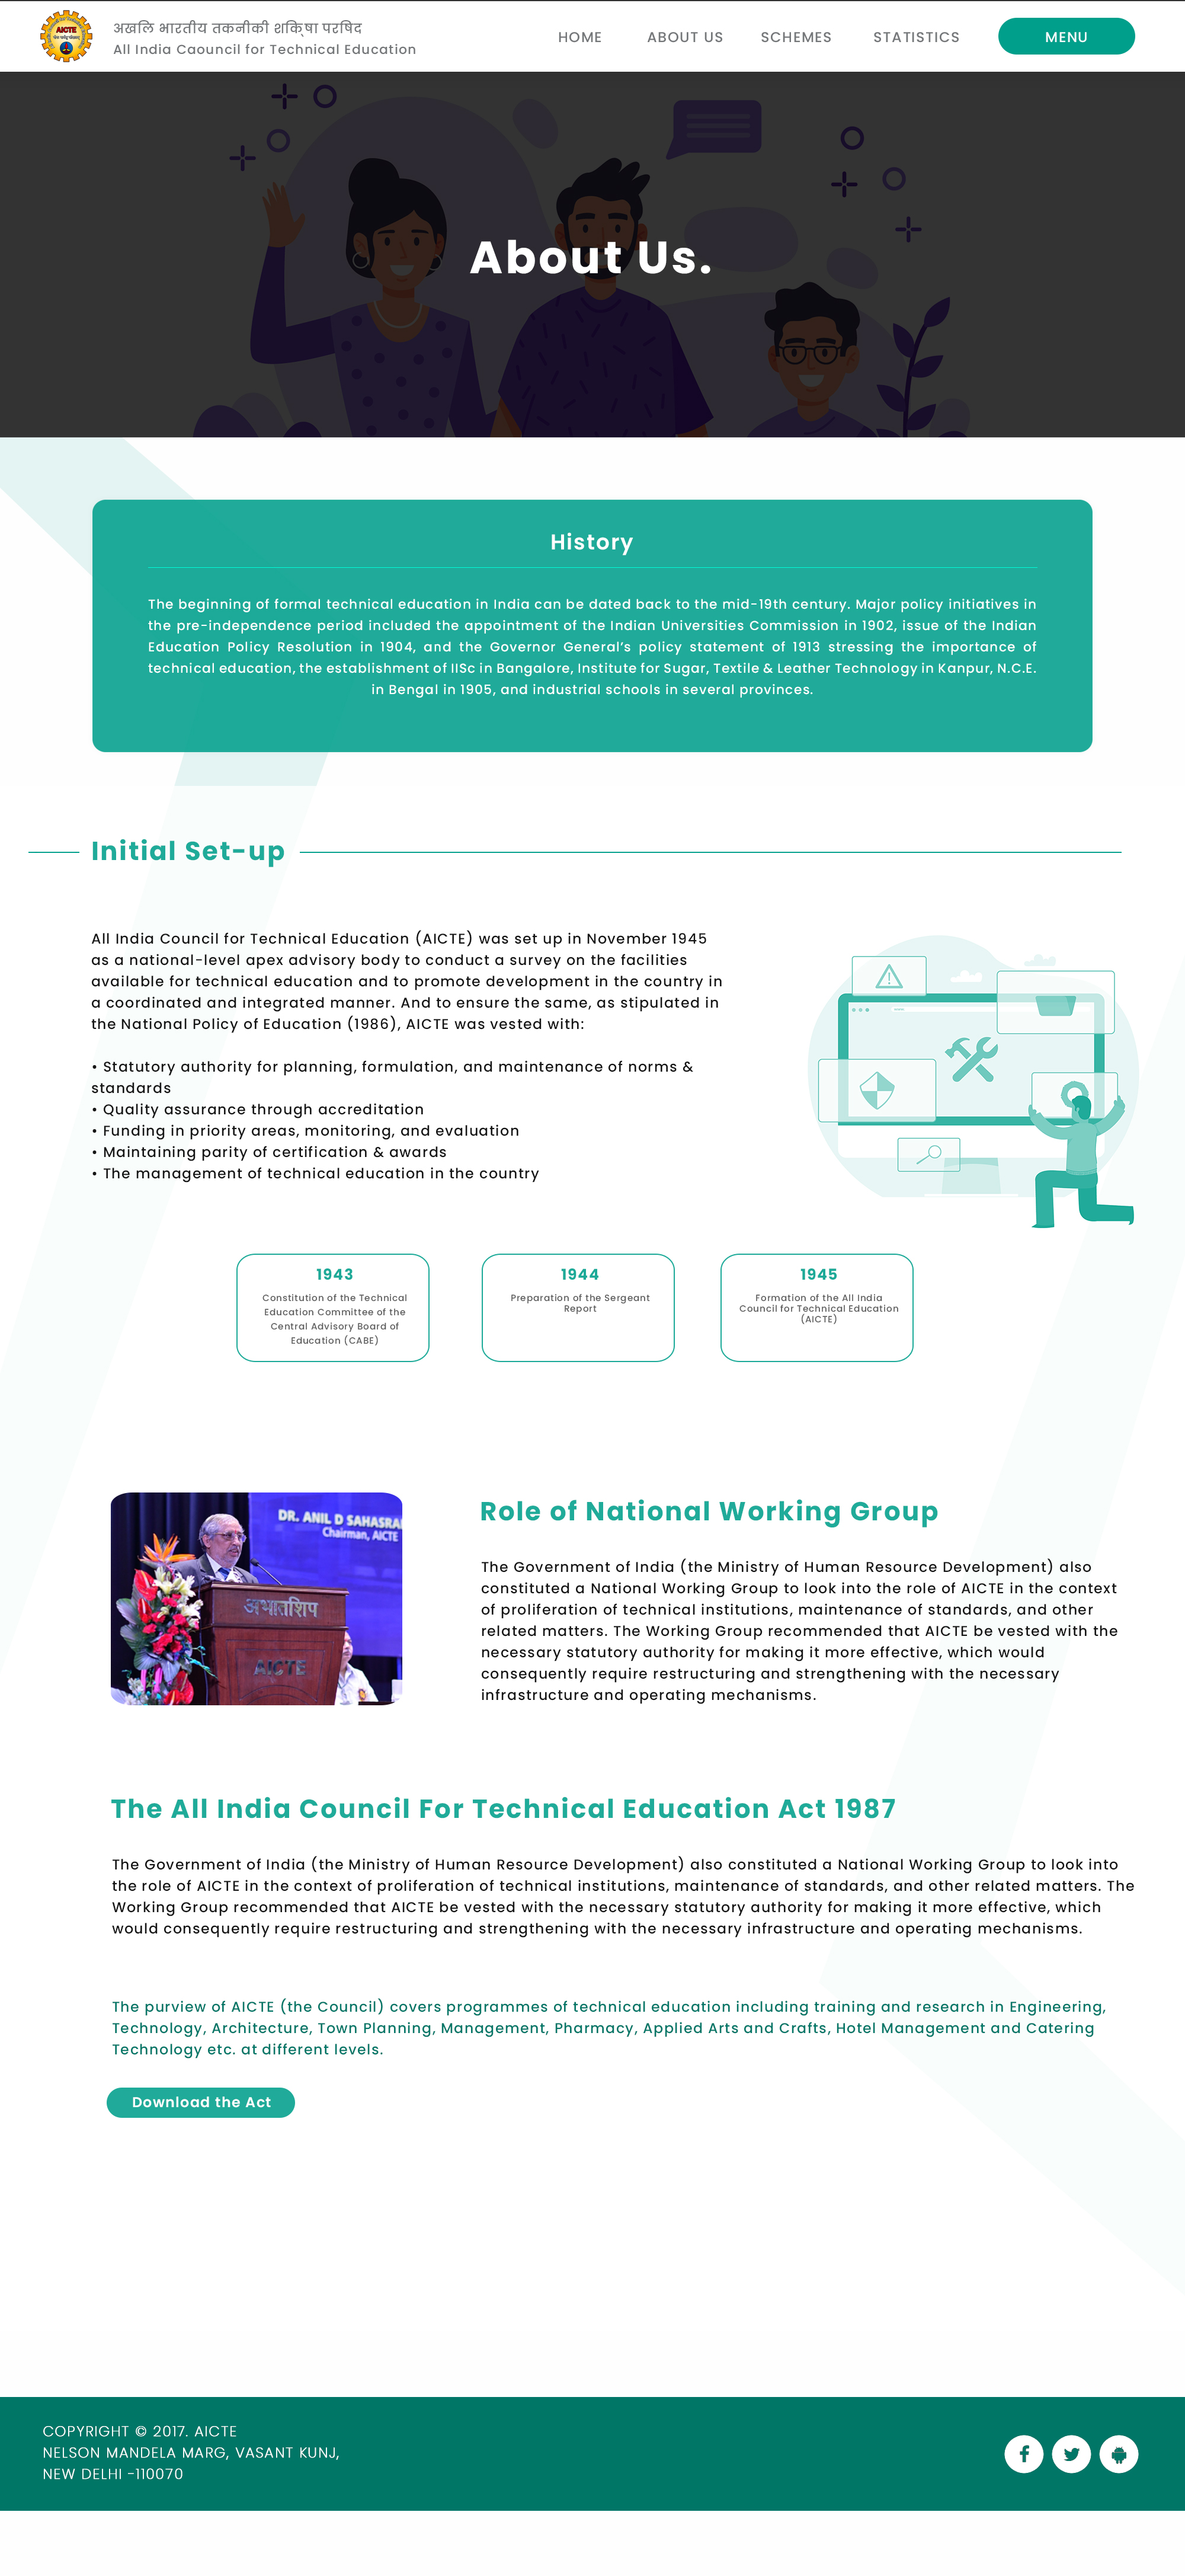 AICTE
अखिल भारतीय तकनीकी शिक्षा परिषद
All India Caouncil for Technical Education
HOME ABOUT US SCHEMES STATISTICS MENU
About Us.
History
The beginning of formal technical education in India can be dated back to the mid-19th century. Major policy initiatives in
the pre-independence period included the appointment of the Indian Universities Commission in 1902, issue of the Indian
Education Policy Resolution in 1904, and the Governor General’s policy statement of 1913 stressing the importance of
technical education, the establishment of IISc in Bangalore, Institute for Sugar, Textile & Leather Technology in Kanpur, N.C.E.
in Bengal in 1905, and industrial schools in several provinces.
Initial Set-up
All India Council for Technical Education (AICTE) was set up in November 1945
as a national-level apex advisory body to conduct a survey on the facilities
available for technical education and to promote development in the country in
a coordinated and integrated manner. And to ensure the same, as stipulated in
the National Policy of Education (1986), AICTE was vested with:
• Statutory authority for planning, formulation, and maintenance of norms &
standards
• Quality assurance through accreditation
• Funding in priority areas, monitoring, and evaluation
• Maintaining parity of certification & awards
• The management of technical education in the country
1943
Constitution of the Technical
Education Committee of the
Central Advisory Board of
Education (CABE)
1944
Preparation of the Sergeant
Report
1945
Formation of the All India
Council for Technical Education
(AICTE)
DR. ANIL D SAHASRA
Chairman, AICTE
अभातशिप
AICTE
Role of National Working Group
The Government of India (the Ministry of Human Resource Development) also
constituted a National Working Group to look into the role of AICTE in the context
of proliferation of technical institutions, maintenance of standards, and other
related matters. The Working Group recommended that AICTE be vested with the
necessary statutory authority for making it more effective, which would
consequently require restructuring and strengthening with the necessary
infrastructure and operating mechanisms.
The All India Council For Technical Education Act 1987
The Government of India (the Ministry of Human Resource Development) also constituted a National Working Group to look into
the role of AICTE in the context of proliferation of technical institutions, maintenance of standards, and other related matters. The
Working Group recommended that AICTE be vested with the necessary statutory authority for making it more effective, which
would consequently require restructuring and strengthening with the necessary infrastructure and operating mechanisms.
The purview of AICTE (the Council) covers programmes of technical education including training and research in Engineering,
Technology, Architecture, Town Planning, Management, Pharmacy, Applied Arts and Crafts, Hotel Management and Catering
Technology etc. at different levels.
Download the Act
COPYRIGHT © 2017. AICTE
NELSON MANDELA MARG, VASANT KUNJ,
NEW DELHI -110070